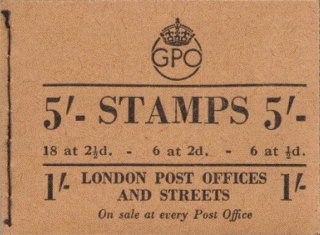 GPO
5/- STAMPS 5/-
18 at 2½d. - 6 at 2d. - 6 at ½d.
1/- LONDON POST OFFICES 1/-
AND STREETS
On sale at every Post Office